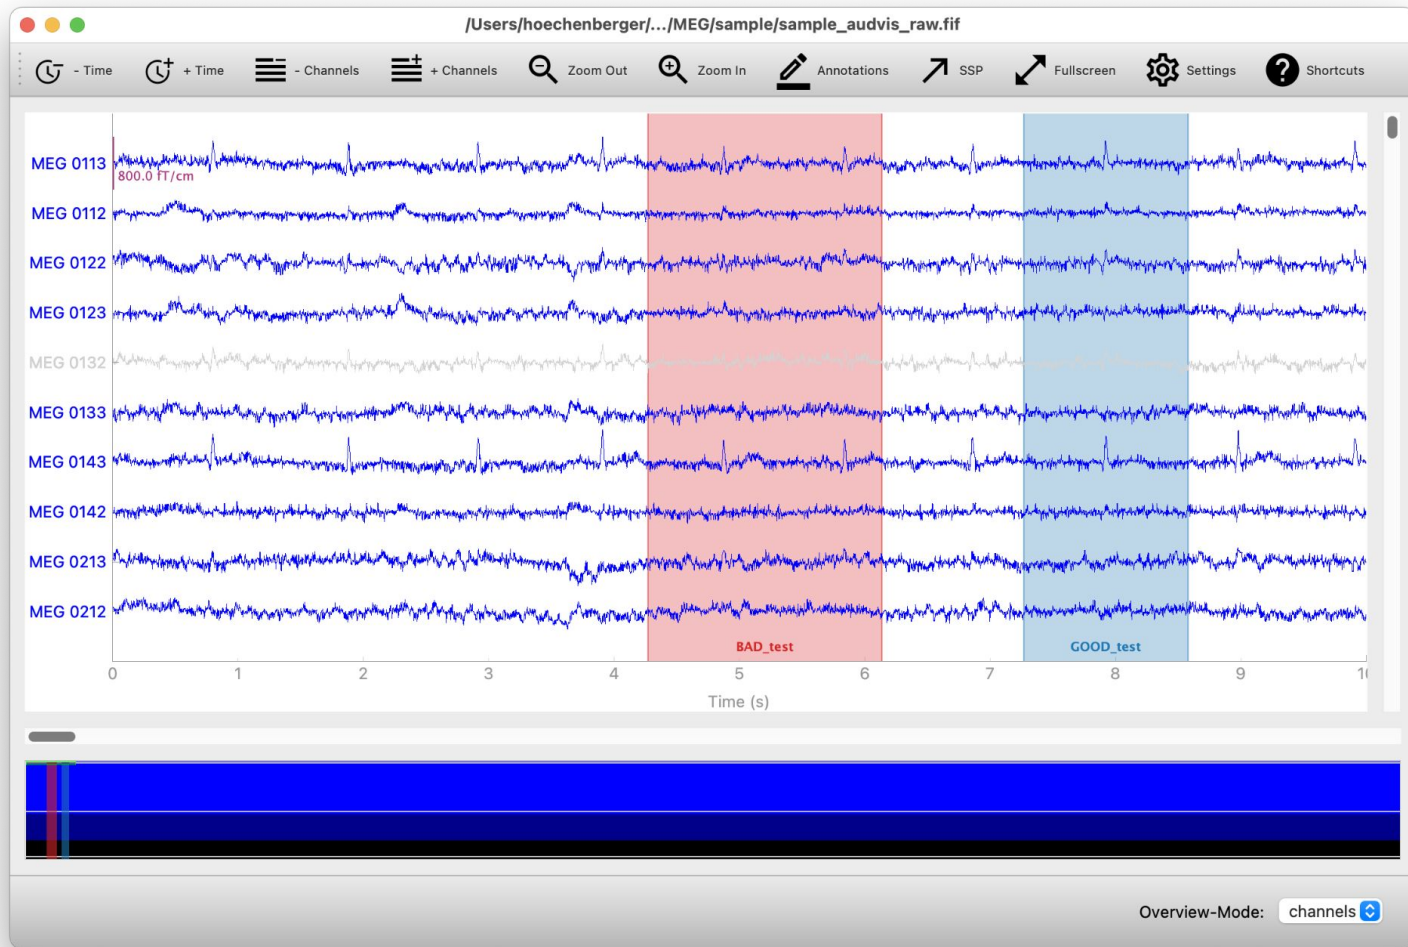 /Users/hoechenberger/.../MEG/sample/sample_audvis_raw.fif
- Time + Time - Channels + Channels Zoom Out Zoom In Annotations SSP Fullscreen Settings Shortcuts
MEG 0113
800.0 fT/cm
MEG 0112
MEG 0122
MEG 0123
MEG 0132
MEG 0133
MEG 0143
MEG 0142
MEG 0213
MEG 0212
BAD_test GOOD_test
0 1 2 3 4 5 6 7 8 9
Time (s)
Overview-Mode: channels